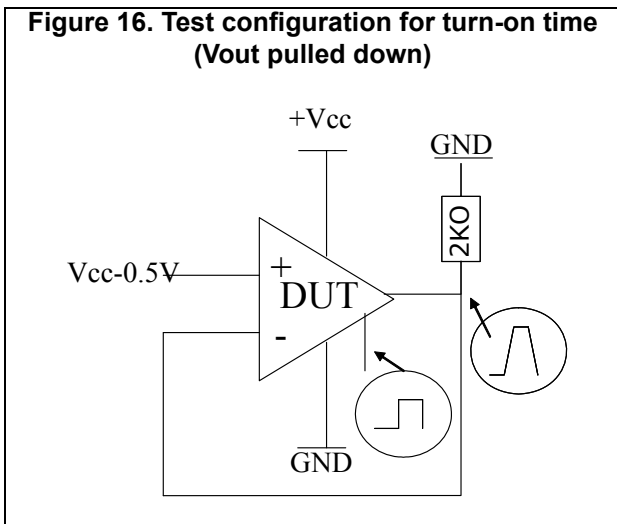 Figure 16. Test configuration for turn-on time
(Vout pulled down)
+Vcc
GND
2KO
Vcc-0.5V
+
DUT
-
GND